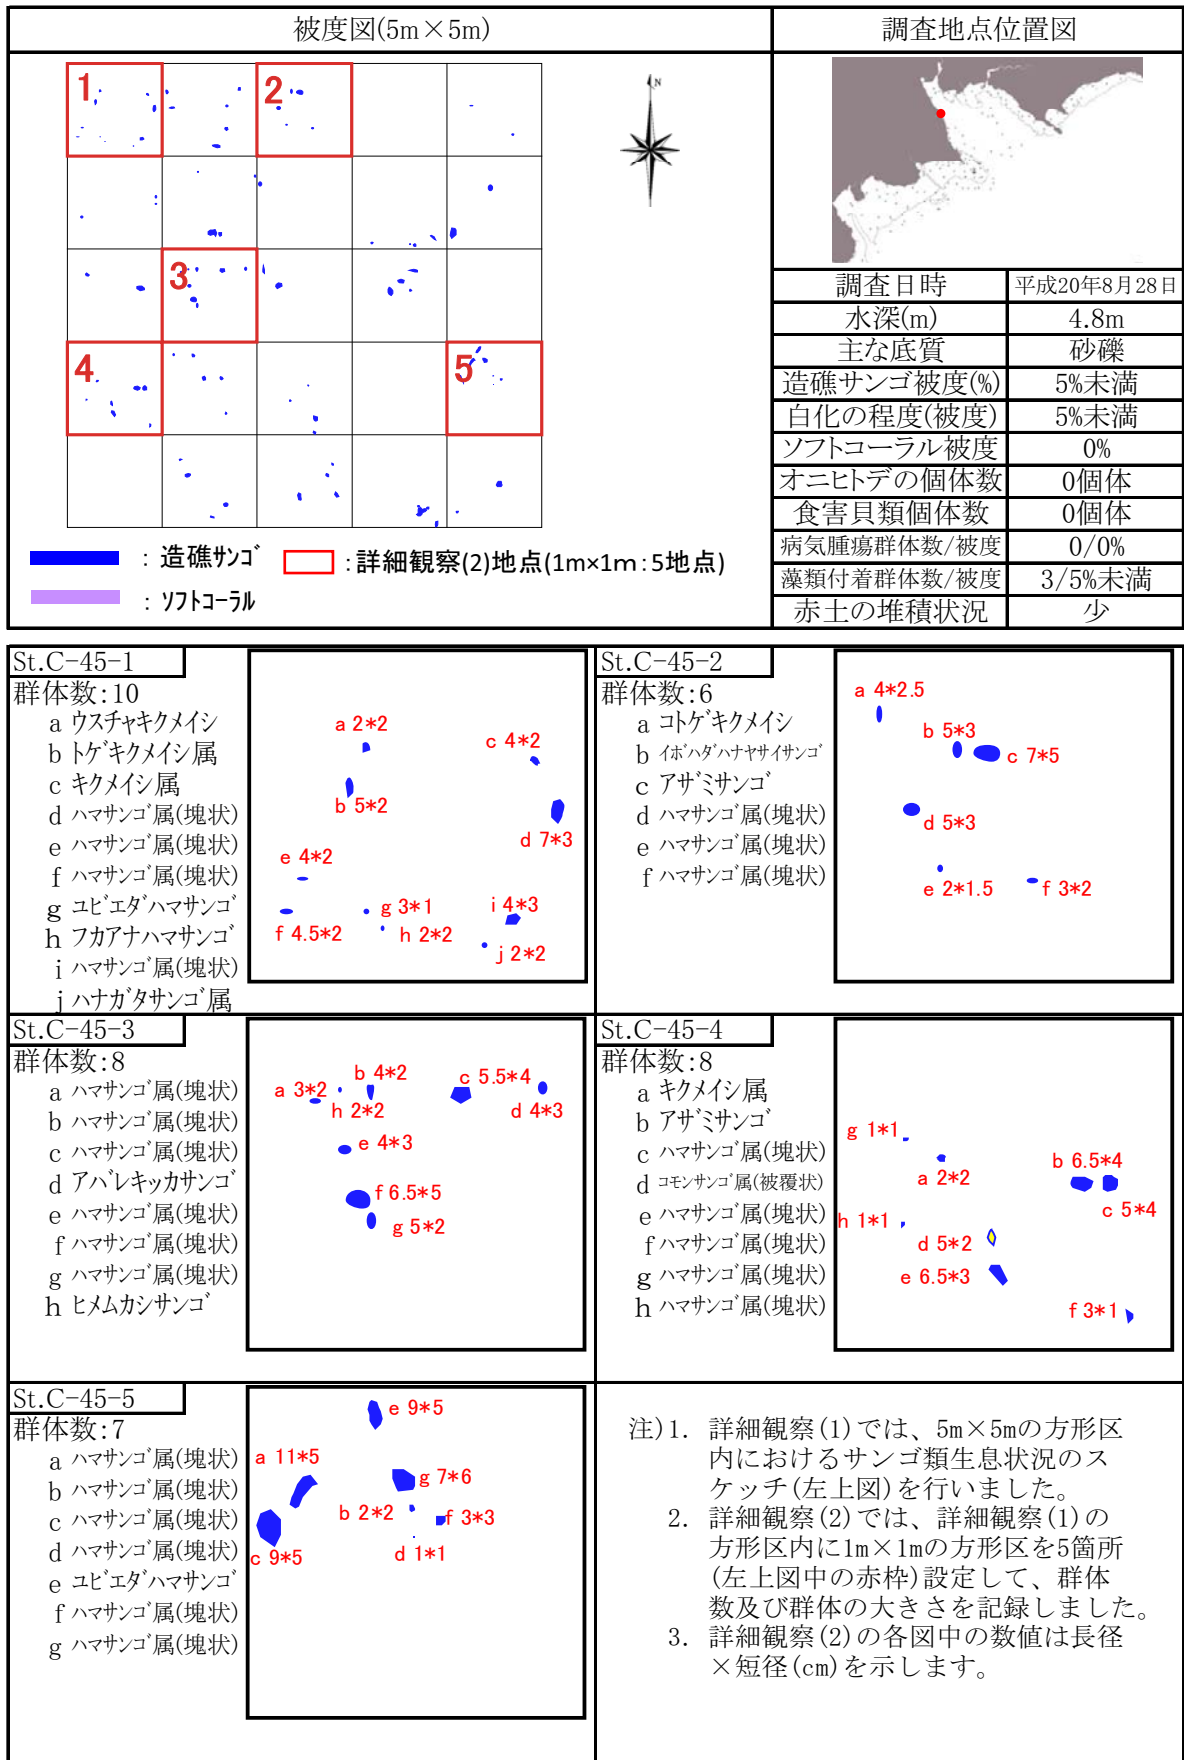 被度図(5m×5m)
調査地点位置図
1
2
3
4
5
N
：造礁サンゴ
：詳細観察(2)地点(1m×1m:5地点)
：ソフトコーラル
調査日時 平成20年8月28日
水深(m) 4.8m
主な底質 砂礫
造礁サンゴ被度(%) 5%未満
白化の程度(被度) 5%未満
ソフトコーラル被度 0%
オニヒトデの個体数 0個体
食害貝類個体数 0個体
病気腫瘍群体数/被度 0/0%
藻類付着群体数/被度 3/5%未満
赤土の堆積状況 少
St.C-45-1
群体数:10
a ウスチャキクメイシ
b トゲキクメイシ属
c キクメイシ属
d ハマサンゴ属(塊状)
e ハマサンゴ属(塊状)
f ハマサンゴ属(塊状)
g ユビエダハマサンゴ
h フカアナハマサンゴ
i ハマサンゴ属(塊状)
j ハナガタサンゴ属
a 2*2
c 4*2
b 5*2
d 7*3
e 4*2
g 3*1
i 4*3
f 4.5*2
h 2*2
j 2*2
St.C-45-2
群体数:6
a コトゲキクメイシ
b イボハダハナヤサイサンゴ
c アザミサンゴ
d ハマサンゴ属(塊状)
e ハマサンゴ属(塊状)
f ハマサンゴ属(塊状)
a 4*2.5
b 5*3
c 7*5
d 5*3
e 2*1.5
f 3*2
St.C-45-3
群体数:8
a ハマサンゴ属(塊状)
b ハマサンゴ属(塊状)
c ハマサンゴ属(塊状)
d アバレキッカサンゴ
e ハマサンゴ属(塊状)
f ハマサンゴ属(塊状)
g ハマサンゴ属(塊状)
h ヒメムカシサンゴ
b 4*2
c 5.5*4
a 3*2
h 2*2
d 4*3
e 4*3
f 6.5*5
g 5*2
St.C-45-4
群体数:8
a キクメイシ属
b アザミサンゴ
c ハマサンゴ属(塊状)
d コモンサンゴ属(被覆状)
e ハマサンゴ属(塊状)
f ハマサンゴ属(塊状)
g ハマサンゴ属(塊状)
h ハマサンゴ属(塊状)
g 1*1
a 2*2
b 6.5*4
c 5*4
h 1*1
d 5*2
e 6.5*3
f 3*1
St.C-45-5
群体数:7
a ハマサンゴ属(塊状)
b ハマサンゴ属(塊状)
c ハマサンゴ属(塊状)
d ハマサンゴ属(塊状)
e ユビエダハマサンゴ
f ハマサンゴ属(塊状)
g ハマサンゴ属(塊状)
e 9*5
a 11*5
g 7*6
b 2*2
f 3*3
c 9*5
d 1*1
注)1. 詳細観察(1)では、5m×5mの方形区
内におけるサンゴ類生息状況のス
ケッチ(左上図)を行いました。
2. 詳細観察(2)では、詳細観察(1)の
方形区内に1m×1mの方形区を5箇所
(左上図中の赤枠)設定して、群体
数及び群体の大きさを記録しました。
3. 詳細観察(2)の各図中の数値は長径
×短径(cm)を示します。